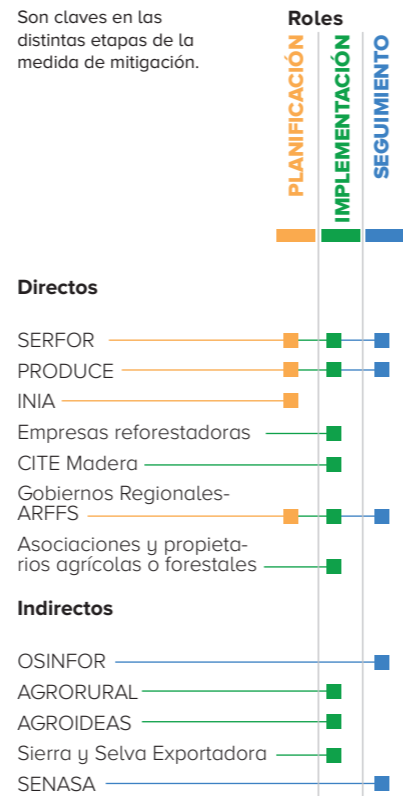 Son claves en las
distintas etapas de la
medida de mitigación.
Roles
PLANIFICACIÓN
IMPLEMENTACIÓN
SEGUIMIENTO
Directos
SERFOR
PRODUCE
INIA
Empresas reforestadoras
CITE Madera
Gobiernos Regionales-
ARFFS
Asociaciones y propieta-
rios agrícolas o forestales
Indirectos
OSINFOR
AGRORURAL
AGROIDEAS
Sierra y Selva Exportadora
SENASA